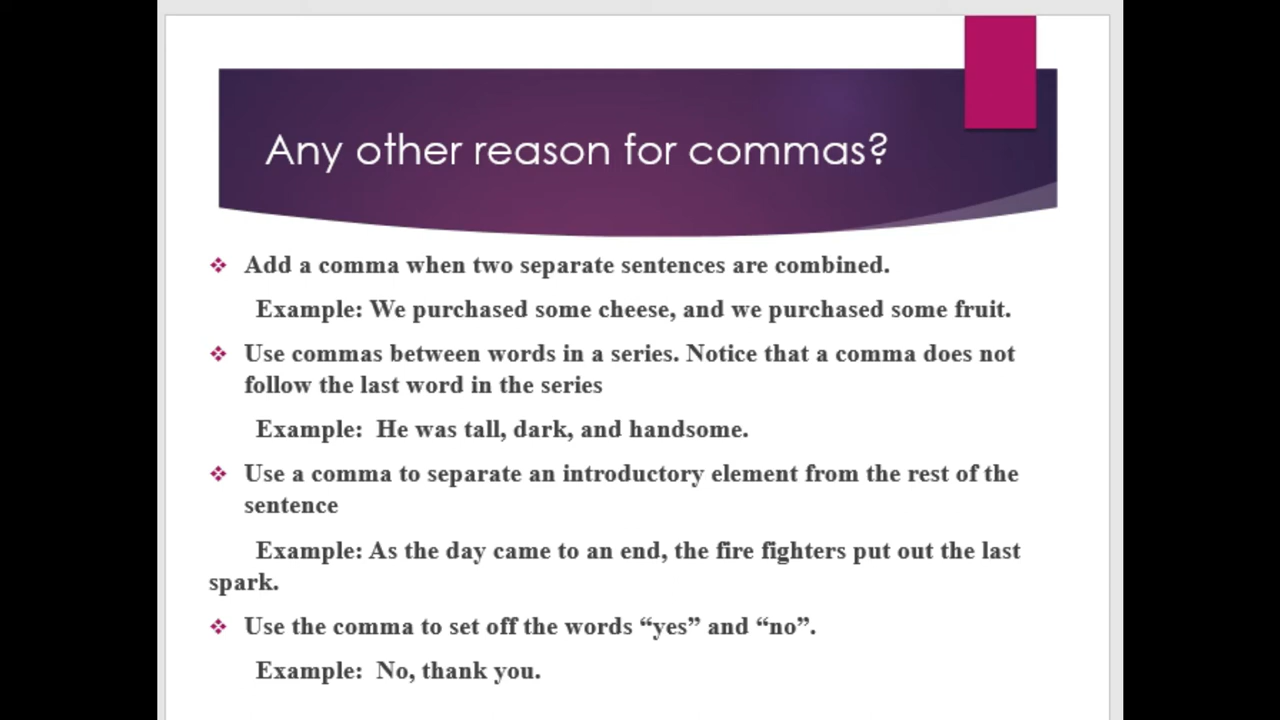 Any other reason for commas?
❖ Add a comma when two separate sentences are combined.
Example: We purchased some cheese, and we purchased some fruit.
❖ Use commas between words in a series. Notice that a comma does not
follow the last word in the series
Example:  He was tall, dark, and handsome.
❖ Use a comma to separate an introductory element from the rest of the
sentence
Example: As the day came to an end, the fire fighters put out the last
spark.
❖ Use the comma to set off the words “yes” and “no”.
Example:  No, thank you.